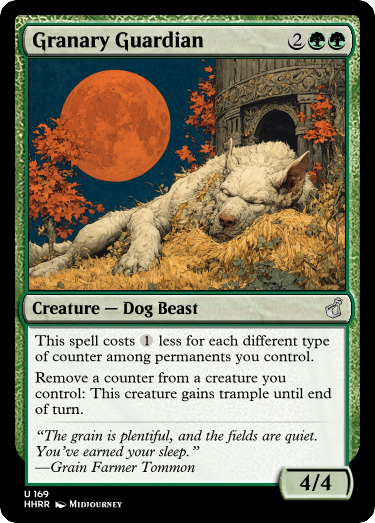 Granary Guardian 2
Creature — Dog Beast
This spell costs 1 less for each different type
of counter among permanents you control.
Remove a counter from a creature you
control: This creature gains trample until end
of turn.
“The grain is plentiful, and the fields are quiet.
You’ve earned your sleep.”
—Grain Farmer Tommon
4/4
U 169
HHRR Midjourney